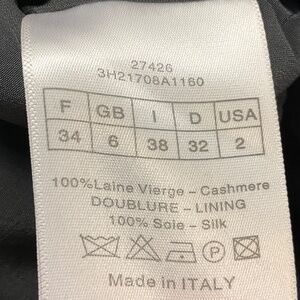 27426
3H21708A1160
F GB I D USA
34 6 38 32 2
100%Laine Vierge – Cashmere
DOUBLURE – LINING
100% Soie – Silk
P
Made in ITALY